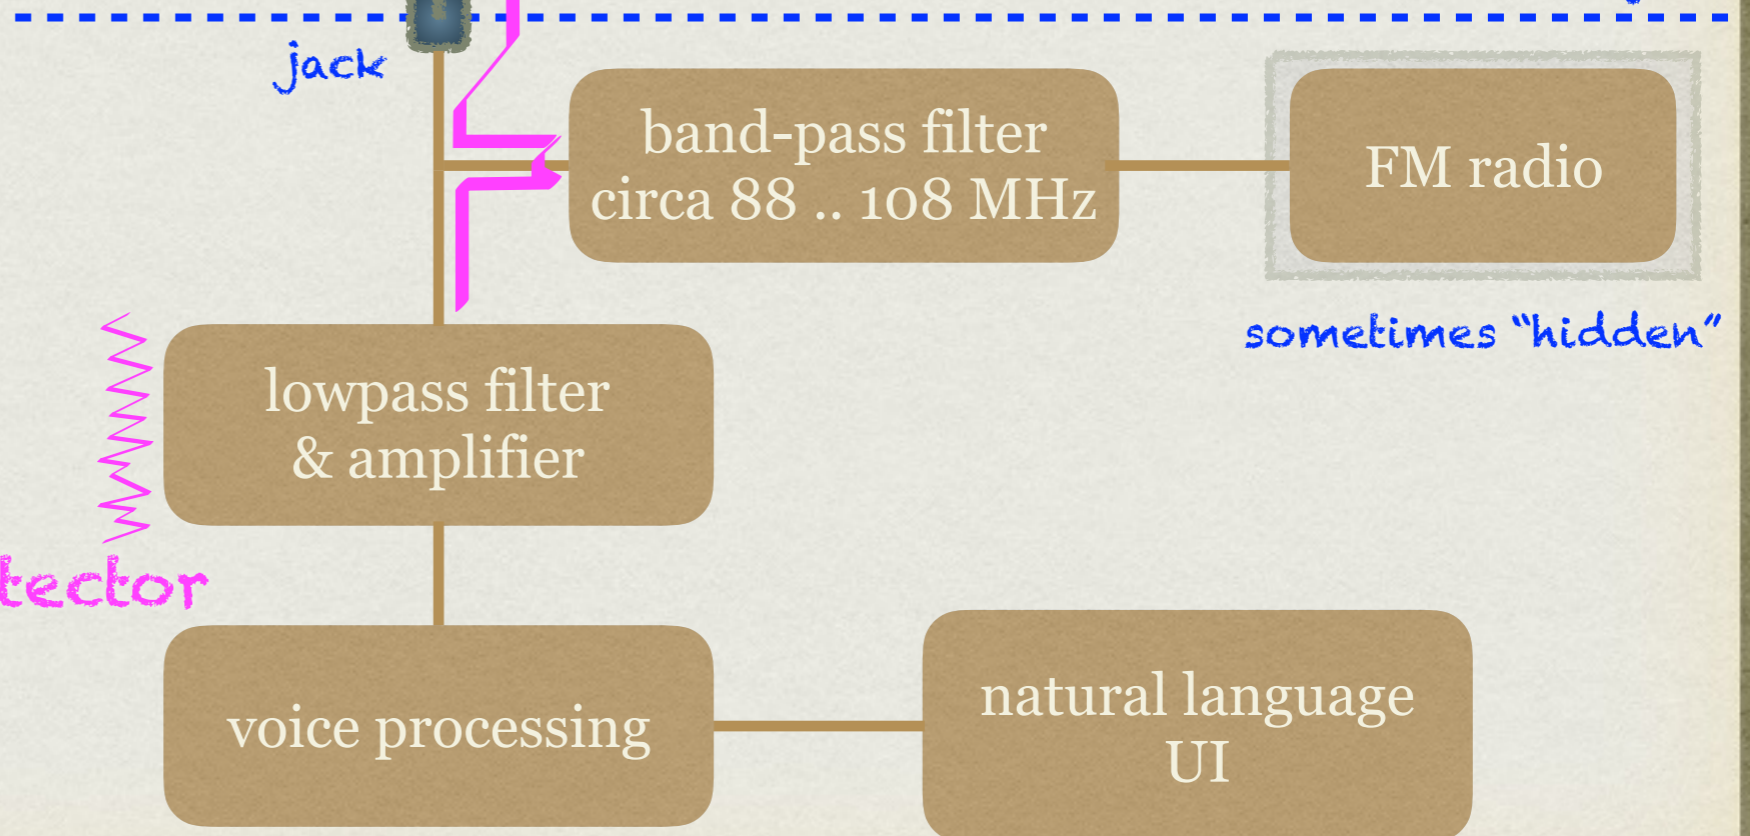 jack
band-pass filter
circa 88 .. 108 MHz
FM radio
sometimes “hidden”
lowpass filter
& amplifier
tector
voice processing
natural language
UI